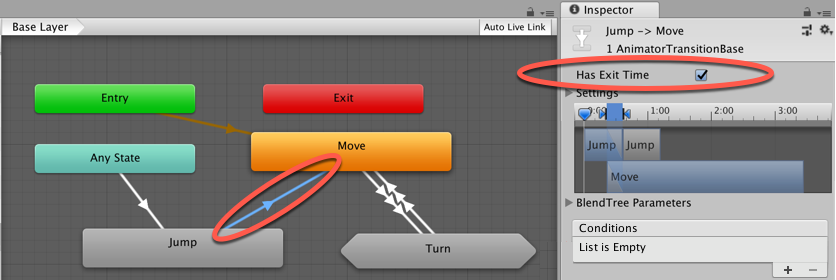 Base Layer
Auto Live Link
Entry
Exit
Any State
Move
Jump
Turn
Inspector
Jump -> Move
1 AnimatorTransitionBase
Has Exit Time
Settings
0:00 1:00 2:00 3:00
Jump Jump
Move
BlendTree Parameters
Conditions
List is Empty
+ −